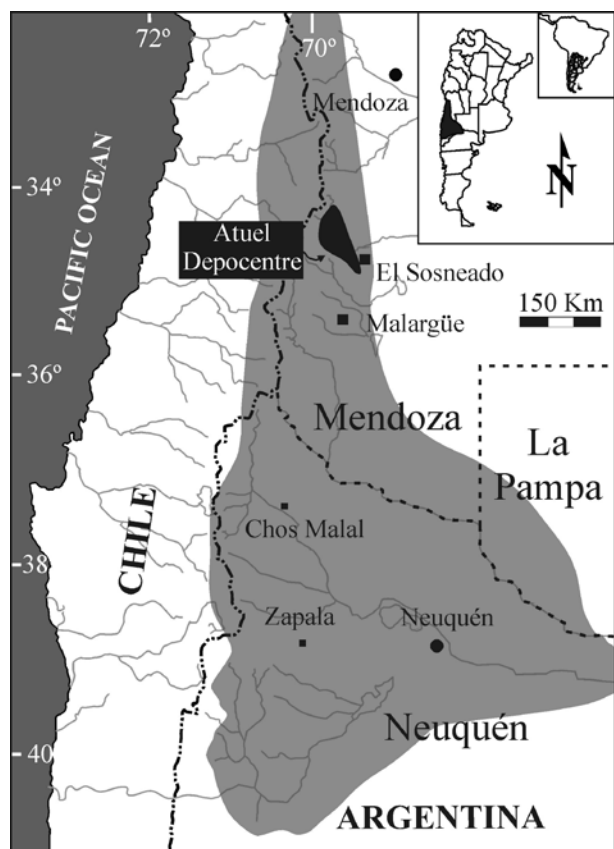 72°
70°
Mendoza
N
34°
PACIFIC OCEAN
Atuel
Depocentre
El Sosneado
150 Km
Malargüe
36°
Mendoza
La
Pampa
CHILE
Chos Malal
38°
Zapala
Neuquén
Neuquén
40°
ARGENTINA